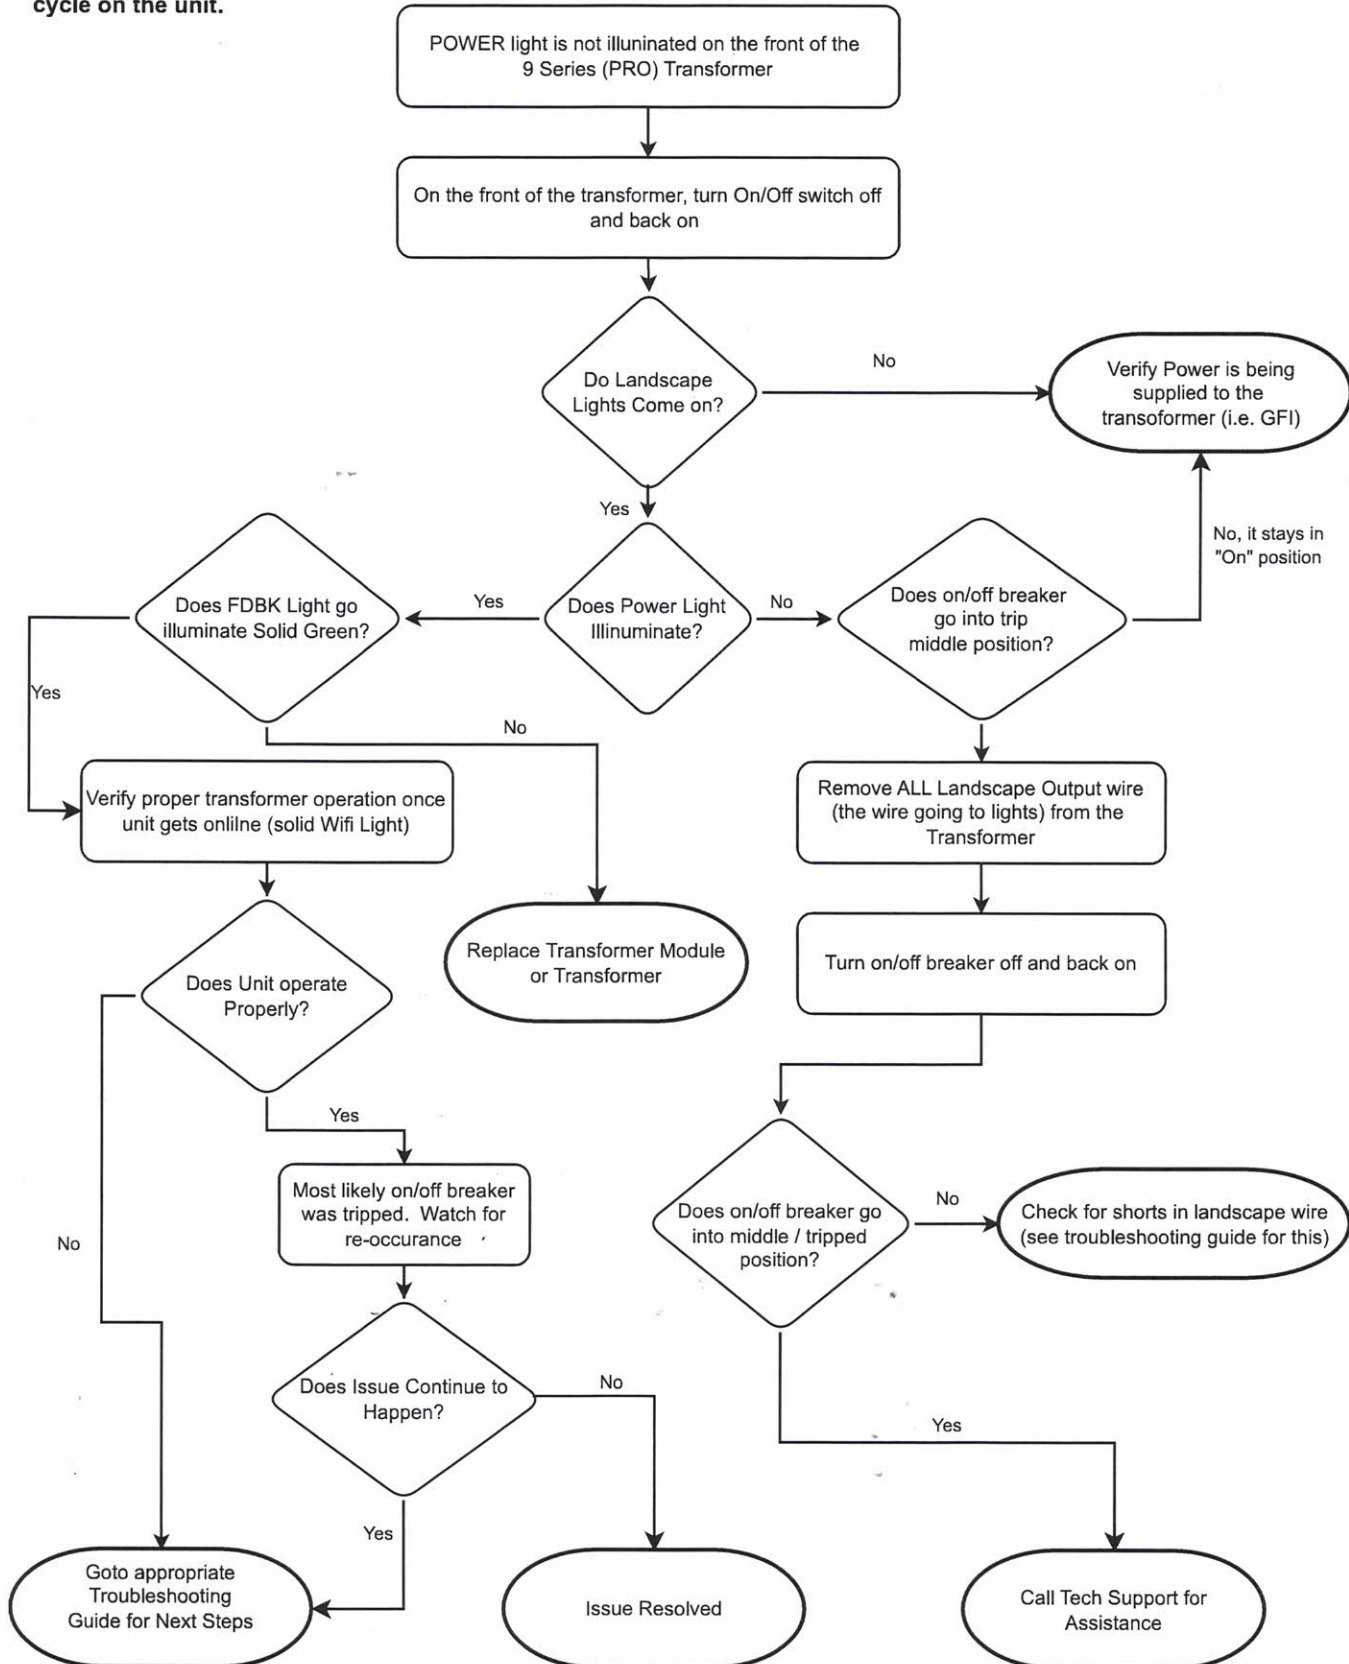 cycle on the unit.
POWER light is not illuninated on the front of the
9 Series (PRO) Transformer
On the front of the transformer, turn On/Off switch off
and back on
Do Landscape
Lights Come on?
No
Verify Power is being
supplied to the
transoformer (i.e. GFI)
Yes
No, it stays in
"On" position
Does FDBK Light go
illuminate Solid Green?
Yes
Does Power Light
Illinuminate?
No
Does on/off breaker
go into trip
middle position?
Yes
No
Verify proper transformer operation once
unit gets onlilne (solid Wifi Light)
Remove ALL Landscape Output wire
(the wire going to lights) from the
Transformer
Replace Transformer Module
or Transformer
Turn on/off breaker off and back on
Does Unit operate
Properly?
Yes
Most likely on/off breaker
was tripped.  Watch for
re-occurance
No
Does on/off breaker go
into middle / tripped
position?
No
Check for shorts in landscape wire
(see troubleshooting guide for this)
Does Issue Continue to
Happen?
No
Yes
Yes
Goto appropriate
Troubleshooting
Guide for Next Steps
Issue Resolved
Call Tech Support for
Assistance